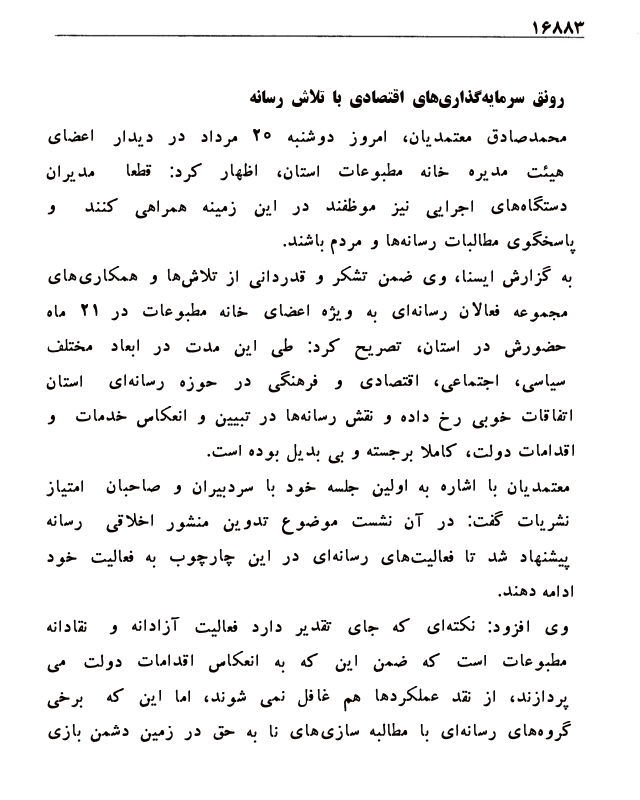 ۱۶۸۸۳
رونق سرمایه‌گذاری‌های اقتصادی با تلاش رسانه
محمدصادق معتمدیان، امروز دوشنبه ۲۵ مرداد در دیدار اعضای
هیئت مدیره خانه مطبوعات استان، اظهار کرد: قطعا مدیران
دستگاه‌های اجرایی نیز موظفند در این زمینه همراهی کنند و
پاسخگوی مطالبات رسانه‌ها و مردم باشند.
به گزارش ایسنا، وی ضمن تشکر و قدردانی از تلاش‌ها و همکاری‌های
مجموعه فعالان رسانه‌ای به ویژه اعضای خانه مطبوعات در ۲۱ ماه
حضورش در استان، تصریح کرد: طی این مدت در ابعاد مختلف
سیاسی، اجتماعی، اقتصادی و فرهنگی در حوزه رسانه‌ای استان
اتفاقات خوبی رخ داده و نقش رسانه‌ها در تبیین و انعکاس خدمات و
اقدامات دولت، کاملا برجسته و بی بدیل بوده است.
معتمدیان با اشاره به اولین جلسه خود با سردبیران و صاحبان امتیاز
نشریات گفت: در آن نشست موضوع تدوین منشور اخلاقی رسانه
پیشنهاد شد تا فعالیت‌های رسانه‌ای در این چارچوب به فعالیت خود
ادامه دهند.
وی افزود: نکته‌ای که جای تقدیر دارد فعالیت آزادانه و نقادانه
مطبوعات است که ضمن این که به انعکاس اقدامات دولت می
پردازند، از نقد عملکردها هم غافل نمی شوند، اما این که برخی
گروه‌های رسانه‌ای با مطالبه سازی‌های نا به حق در زمین دشمن بازی